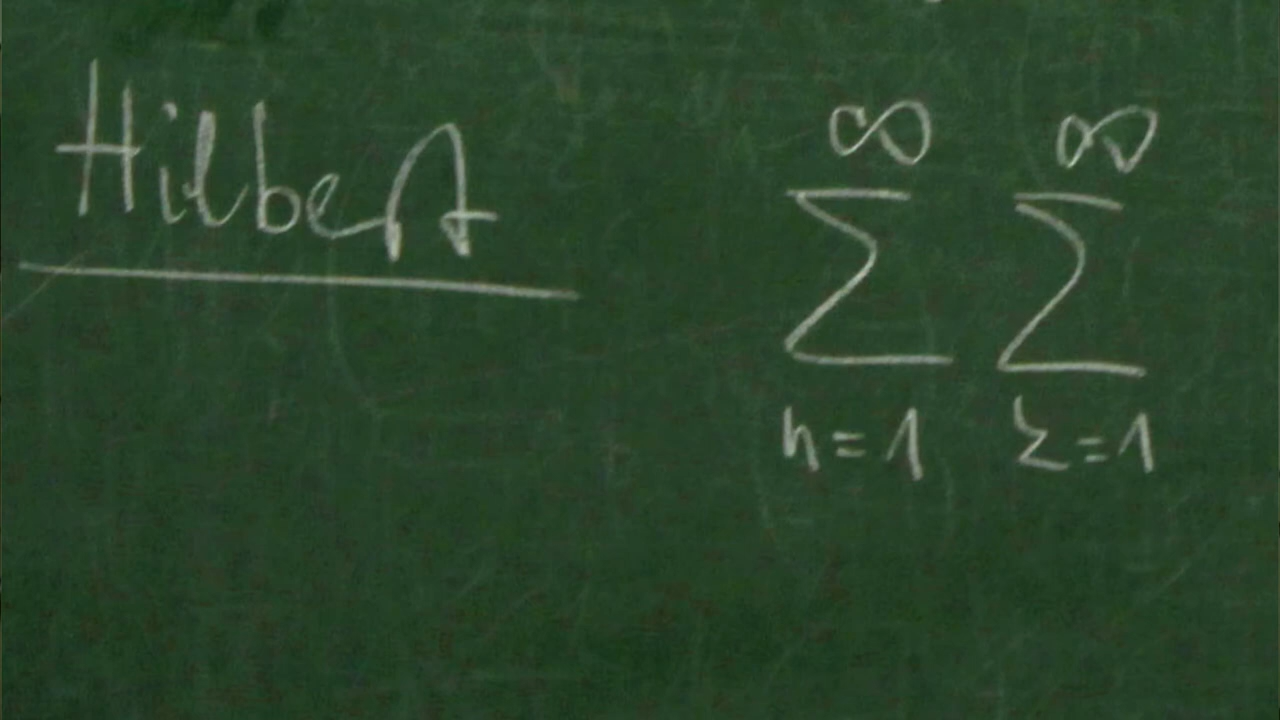 Hilbert
∞ ∞
∑ ∑
n=1 k=1